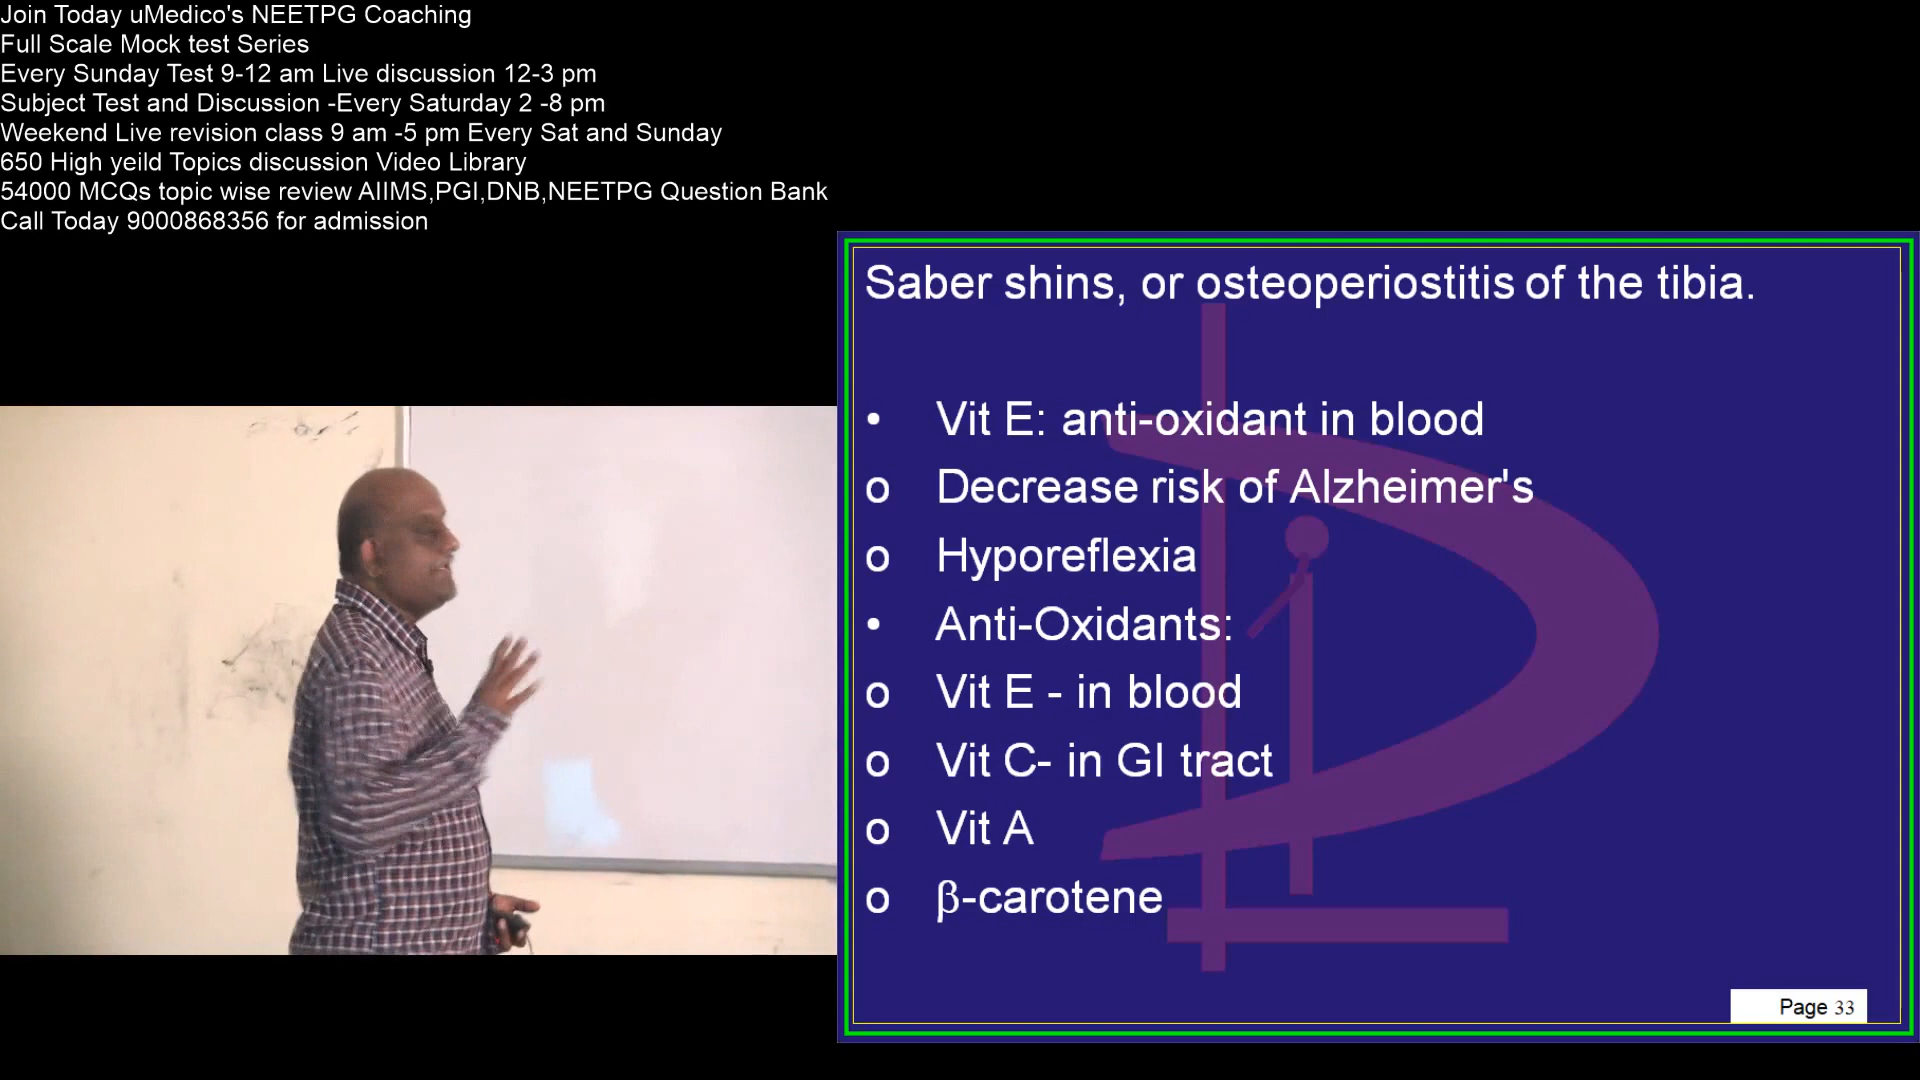 Join Today uMedico's NEETPG Coaching
Full Scale Mock test Series
Every Sunday Test 9-12 am Live discussion 12-3 pm
Subject Test and Discussion -Every Saturday 2 -8 pm
Weekend Live revision class 9 am -5 pm Every Sat and Sunday
650 High yeild Topics discussion Video Library
54000 MCQs topic wise review AIIMS,PGI,DNB,NEETPG Question Bank
Call Today 9000868356 for admission
Saber shins, or osteoperiostitis of the tibia.
• Vit E: anti-oxidant in blood
o Decrease risk of Alzheimer's
o Hyporeflexia
• Anti-Oxidants:
o Vit E - in blood
o Vit C- in GI tract
o Vit A
o β-carotene
Page 33